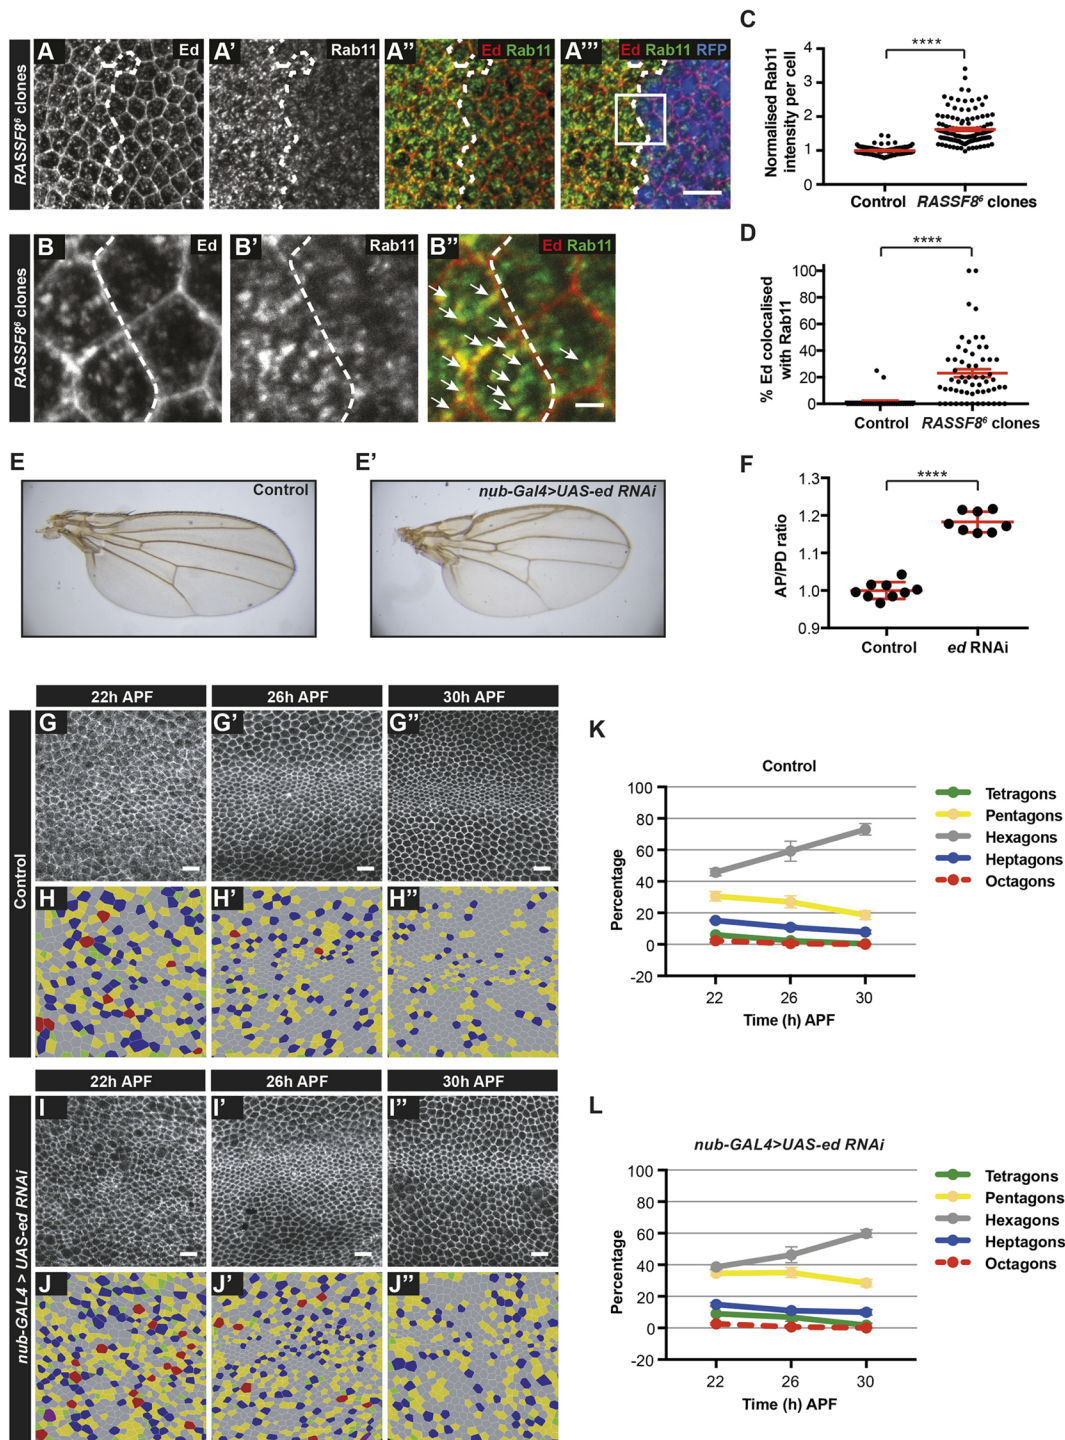 RASSF8⁶ clones
A Ed
A' Rab11
A'' Ed Rab11
A''' Ed Rab11 RFP
RASSF8⁶ clones
B Ed
B' Rab11
B'' Ed Rab11
C
Normalised Rab11
intensity per cell
4
3
2
1
0
****
Control RASSF8⁶ clones
D
% Ed colocalised
with Rab11
100
80
60
40
20
0
****
Control RASSF8⁶ clones
E
Control
E'
nub-Gal4>UAS-ed RNAi
F
AP/PD ratio
1.3
1.2
1.1
1.0
0.9
****
Control ed RNAi
22h APF 26h APF 30h APF
Control
G G' G''
H H' H''
22h APF 26h APF 30h APF
nub-GAL4 > UAS-ed RNAi
I I' I''
J J' J''
K
Control
Percentage
100
80
60
40
20
0
-20
22 26 30
Time (h) APF
Tetragons
Pentagons
Hexagons
Heptagons
Octagons
L
nub-GAL4>UAS-ed RNAi
Percentage
100
80
60
40
20
0
-20
22 26 30
Time (h) APF
Tetragons
Pentagons
Hexagons
Heptagons
Octagons